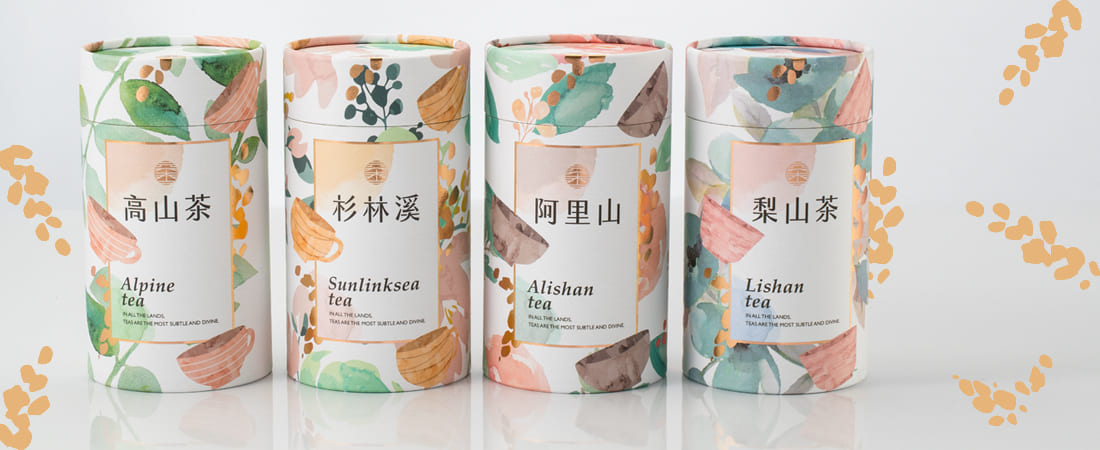 高山茶
Alpine
tea
IN ALL THE LANDS,
TEAS ARE THE MOST SUBTLE AND DIVINE.
杉林溪
Sunlinksea
tea
IN ALL THE LANDS,
TEAS ARE THE MOST SUBTLE AND DIVINE.
阿里山
Alishan
tea
IN ALL THE LANDS,
TEAS ARE THE MOST SUBTLE AND DIVINE.
梨山茶
Lishan
tea
IN ALL THE LANDS,
TEAS ARE THE MOST SUBTLE AND DIVINE.